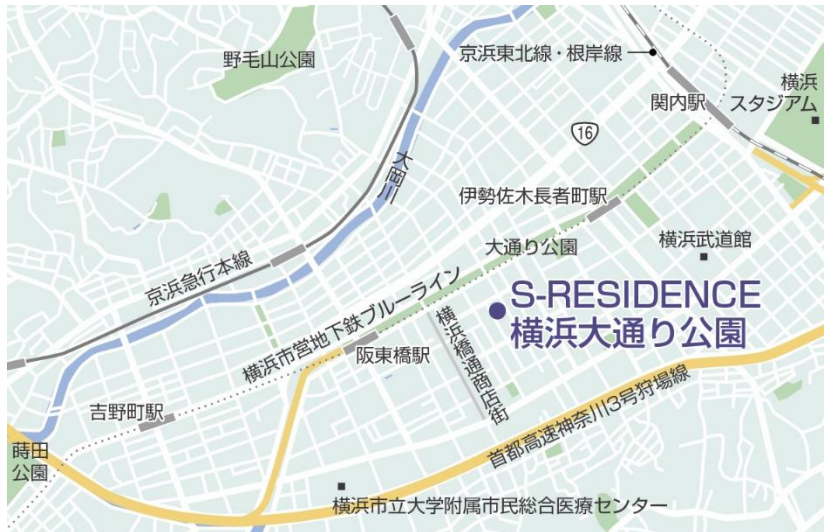 野毛山公園
京浜東北線・根岸線
横浜
スタジアム
関内駅
16
大岡川
伊勢佐木長者町駅
大通り公園
横浜武道館
京浜急行本線
横浜市営地下鉄ブルーライン
S-RESIDENCE
横浜大通り公園
阪東橋駅
横浜橋通商店街
吉野町駅
首都高速神奈川3号狩場線
蒔田
公園
横浜市立大学附属市民総合医療センター